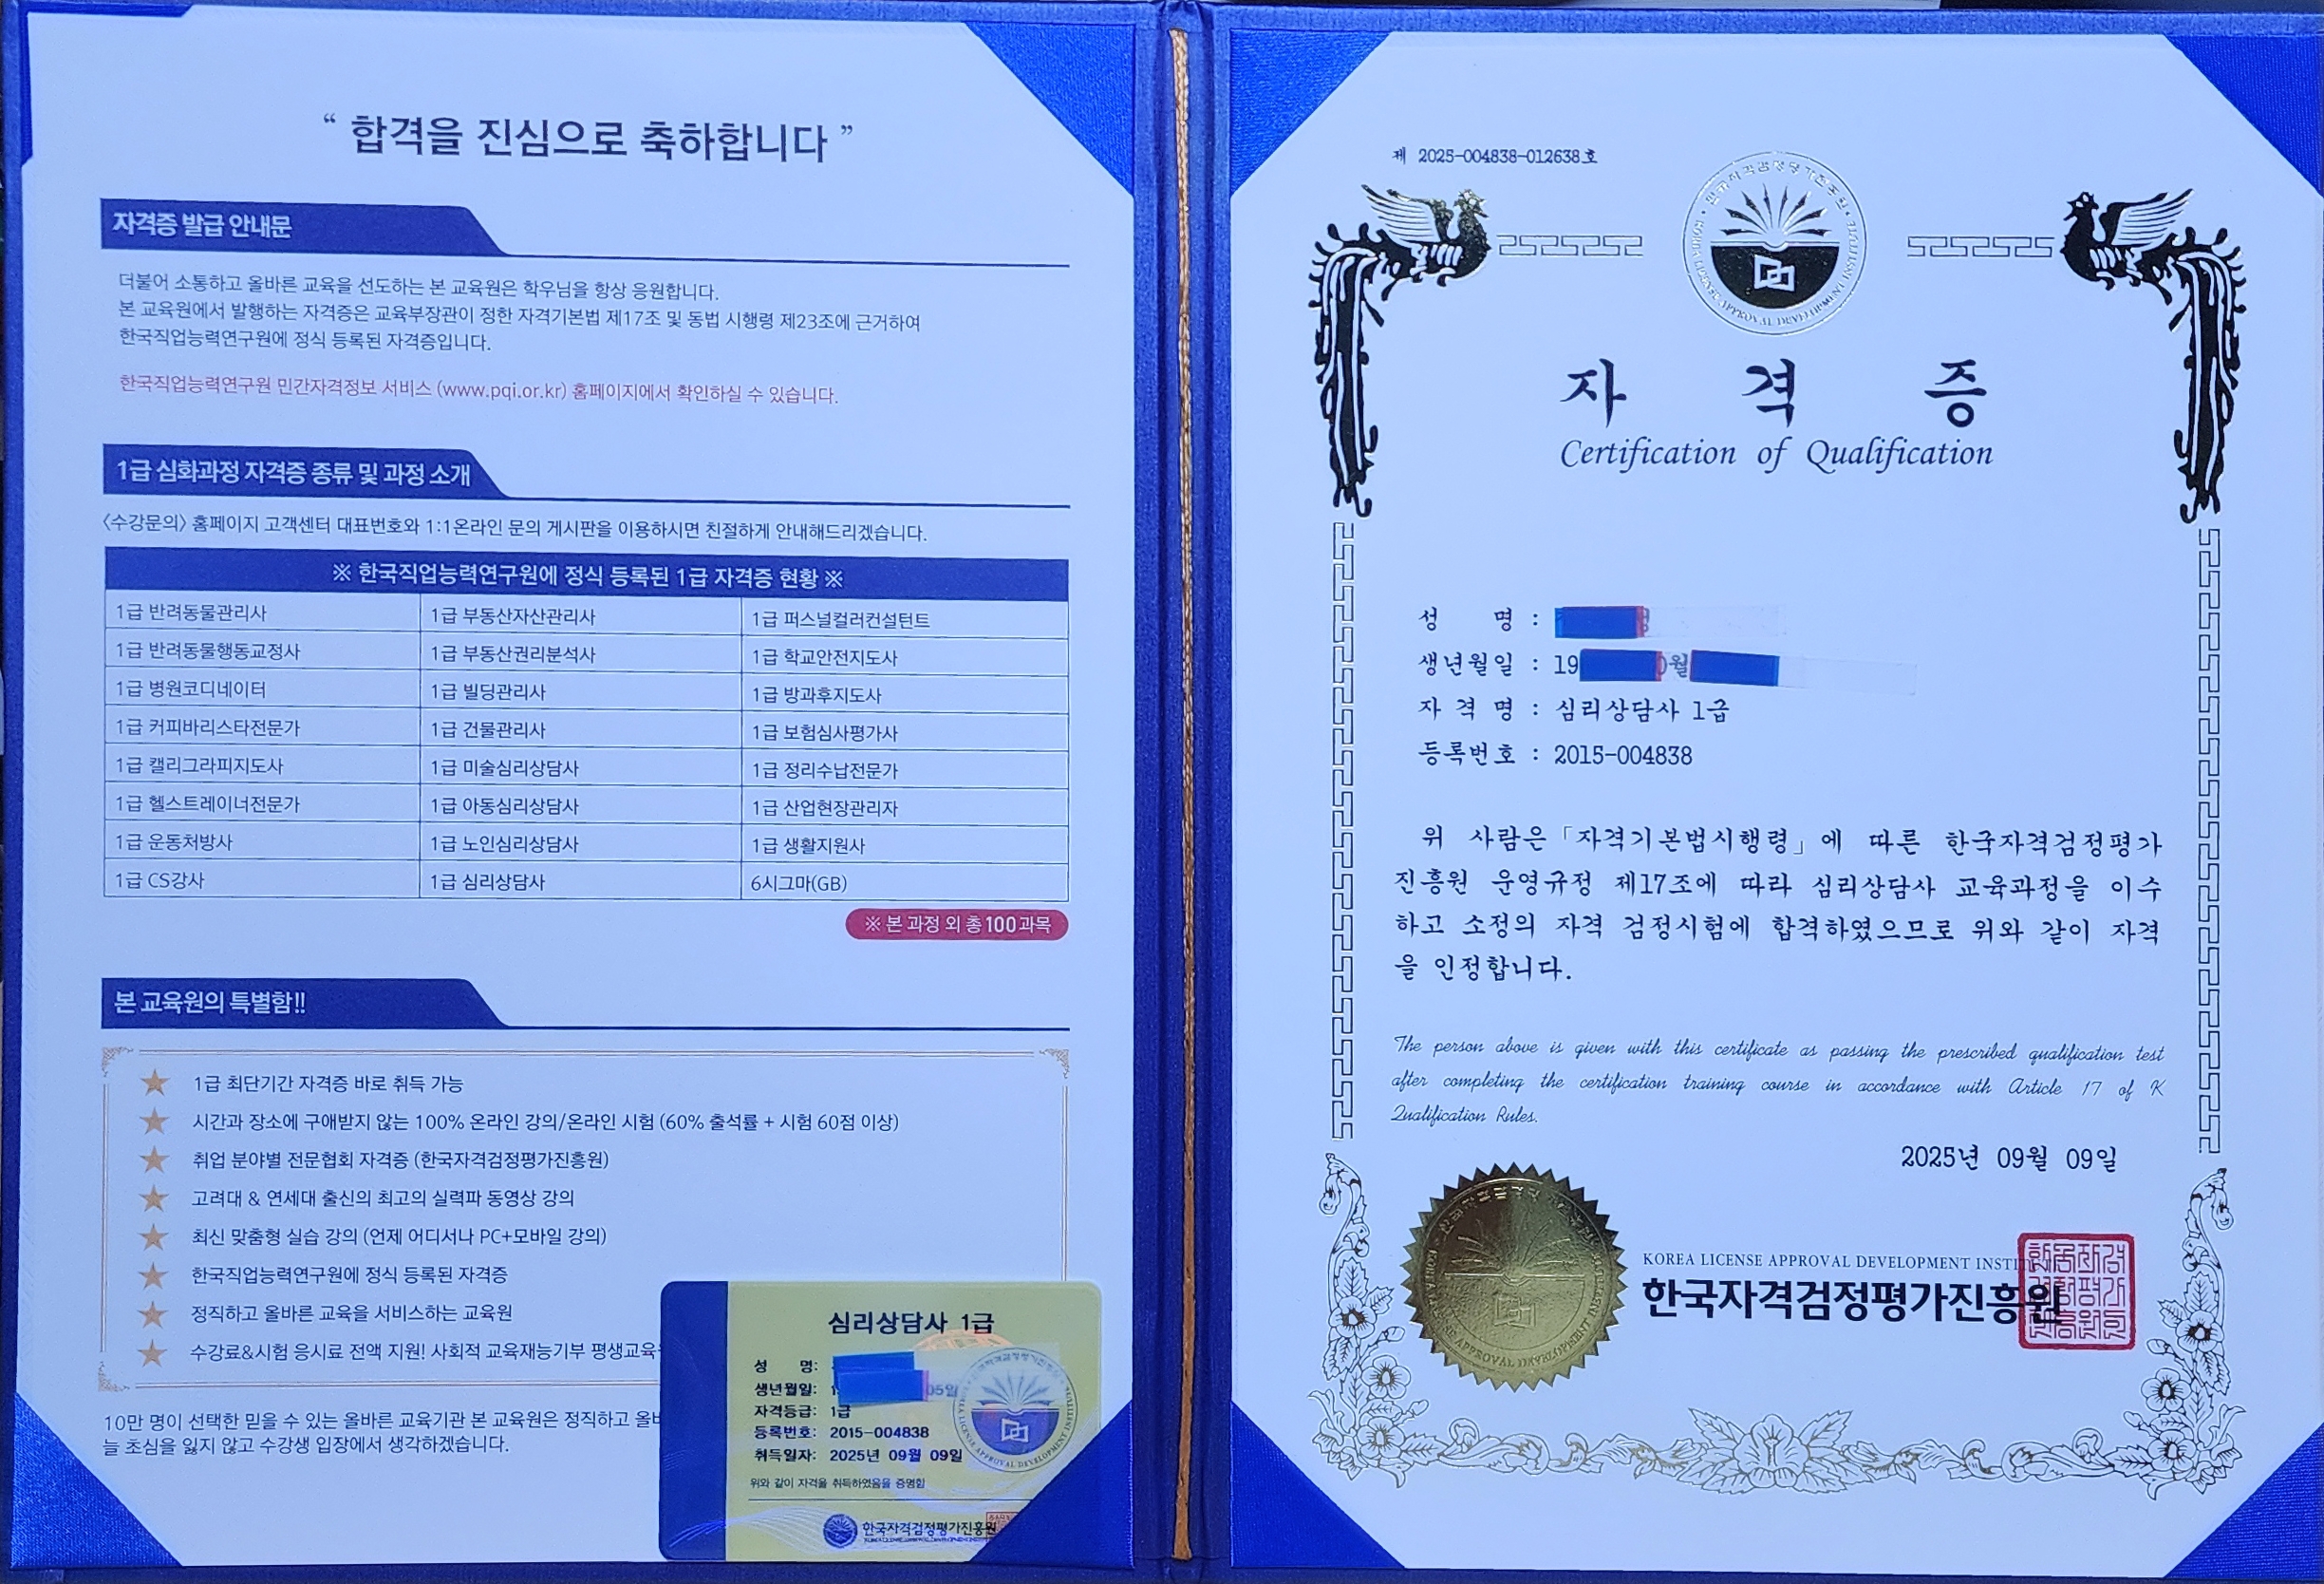 “ 합격을 진심으로 축하합니다 ”
자격증 발급 안내문
더불어 소통하고 올바른 교육을 선도하는 본 교육원은 학우님을 항상 응원합니다.
본 교육원에서 발행하는 자격증은 교육부장관이 정한 자격기본법 제17조 및 동법 시행령 제23조에 근거하여
한국직업능력연구원에 정식 등록된 자격증입니다.
한국직업능력연구원 민간자격정보 서비스 (www.pqi.or.kr) 홈페이지에서 확인하실 수 있습니다.
1급 심화과정 자격증 종류 및 과정 소개
<수강문의> 홈페이지 고객센터 대표번호와 1:1온라인 문의 게시판을 이용하시면 친절하게 안내해드리겠습니다.
※ 한국직업능력연구원에 정식 등록된 1급 자격증 현황 ※
1급 반려동물관리사 1급 부동산자산관리사 1급 퍼스널컬러컨설턴트
1급 반려동물행동교정사 1급 부동산권리분석사 1급 학교안전지도사
1급 병원코디네이터 1급 빌딩관리사 1급 방과후지도사
1급 커피바리스타전문가 1급 건물관리사 1급 보험심사평가사
1급 캘리그라피지도사 1급 미술심리상담사 1급 정리수납전문가
1급 헬스트레이너전문가 1급 아동심리상담사 1급 산업현장관리자
1급 운동처방사 1급 노인심리상담사 1급 생활지원사
1급 CS강사 1급 심리상담사 6시그마(GB)
※ 본 과정 외 총 100과목
본 교육원의 특별함!!
1급 최단기간 자격증 바로 취득 가능
시간과 장소에 구애받지 않는 100% 온라인 강의/온라인 시험 (60% 출석률 + 시험 60점 이상)
취업 분야별 전문협회 자격증 (한국자격검정평가진흥원)
고려대 & 연세대 출신의 최고의 실력파 동영상 강의
최신 맞춤형 실습 강의 (언제 어디서나 PC+모바일 강의)
한국직업능력연구원에 정식 등록된 자격증
정직하고 올바른 교육을 서비스하는 교육원
수강료&시험 응시료 전액 지원! 사회적 교육재능기부 평생교육
10만 명이 선택한 믿을 수 있는 올바른 교육기관 본 교육원은 정직하고
늘 초심을 잃지 않고 수강생 입장에서 생각하겠습니다.
심리상담사 1급
성 명:
생년월일: 1 05일
자격등급: 1급
등록번호: 2015-004838
취득일자: 2025년 09월 09일
위와 같이 자격을 취득하였음을 증명함
한국자격검정평가진흥원
제 2025-004838-012638호
자 격 증
Certification of Qualification
성 명 :
생년월일 : 19 월
자 격 명 : 심리상담사 1급
등록번호 : 2015-004838
위 사람은 「자격기본법시행령」에 따른 한국자격검정평가
진흥원 운영규정 제17조에 따라 심리상담사 교육과정을 이수
하고 소정의 자격 검정시험에 합격하였으므로 위와 같이 자격
을 인정합니다.
The person above is given with this certificate as passing the prescribed qualification test
after completing the certification training course in accordance with Article 17 of K
Qualification Rules.
2025년 09월 09일
KOREA LICENSE APPROVAL DEVELOPMENT
한국자격검정평가진흥원